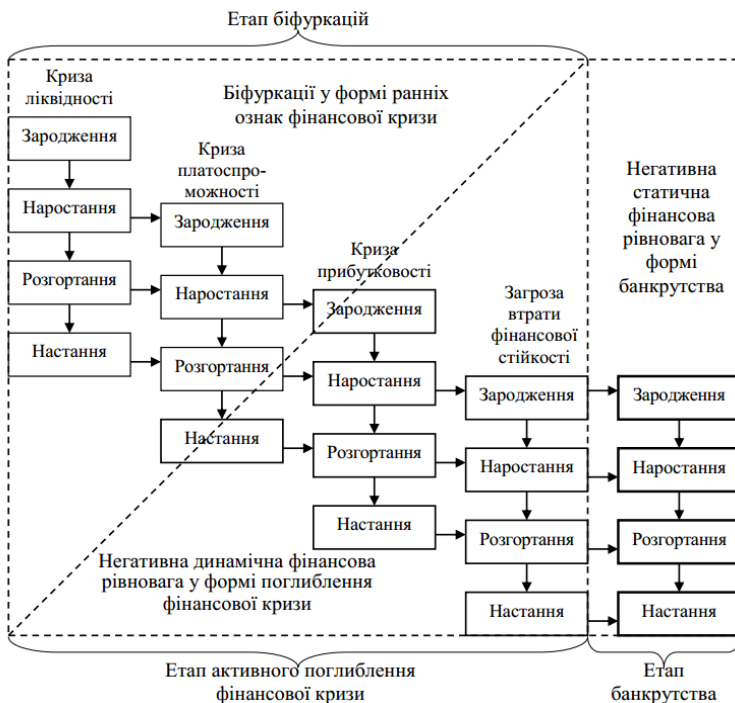 Етап біфуркацій
Криза
ліквідності
Біфуркації у формі ранніх
ознак фінансової кризи
Зародження
Криза
платоспро-
можності
Негативна
статична
фінансова
рівновага у
формі
банкрутства
Наростання
Зародження
Криза
прибутковості
Розгортання
Наростання
Зародження
Загроза
втрати
фінансової
стійкості
Настання
Розгортання
Наростання
Зародження
Зародження
Настання
Розгортання
Наростання
Наростання
Настання
Розгортання
Розгортання
Негативна динамічна фінансова
рівновага у формі поглиблення
фінансової кризи
Настання
Настання
Етап активного поглиблення
фінансової кризи
Етап
банкрутства